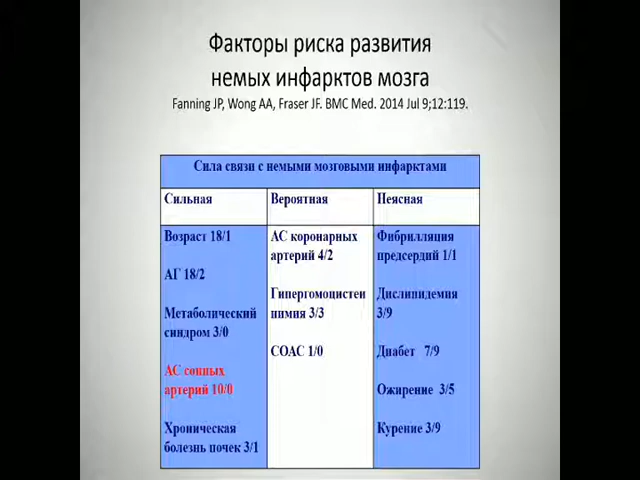 Факторы риска развития
немых инфарктов мозга
Fanning JP, Wong AA, Fraser JF. BMC Med. 2014 Jul 9;12:119.
Сила связи с немыми мозговыми инфарктами
Сильная
Вероятная
Неясная
Возраст 18/1
АГ 18/2
Метаболический
синдром 3/0
АС сонных
артерий 10/0
Хроническая
болезнь почек 3/1
АС коронарных
артерий 4/2
Гипергомоцистеи
нимия 3/3
СОАС 1/0
Фибрилляция
предсердий 1/1
Дислипидемия
3/9
Диабет 7/9
Ожирение 3/5
Курение 3/9